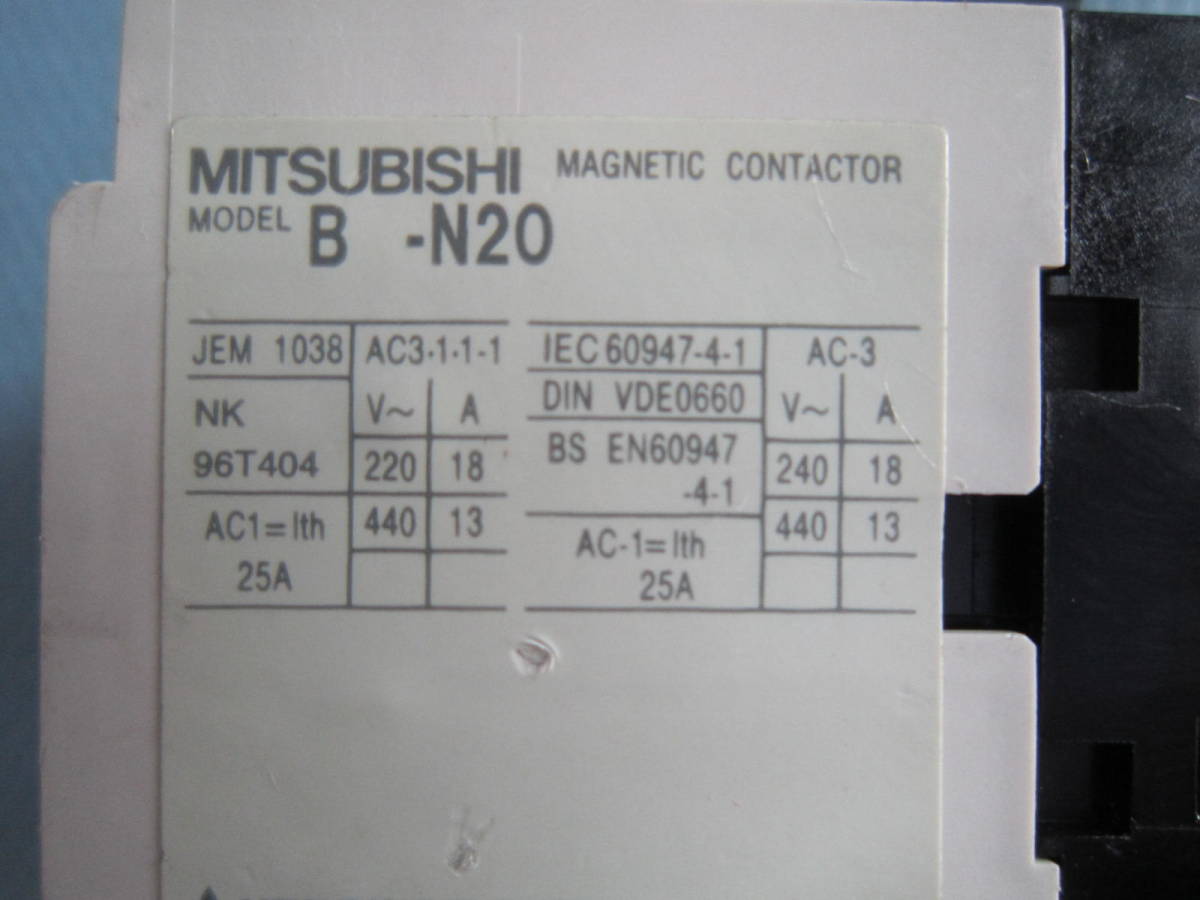 MITSUBISHI MAGNETIC CONTACTOR
MODEL B -N20
JEM 1038 AC3·1·1-1
NK V~ A
96T404 220 18
AC1=Ith 440 13
25A
IEC 60947-4-1 AC-3
DIN VDE0660 V~ A
BS EN60947 240 18
-4-1
AC-1=Ith 440 13
25A